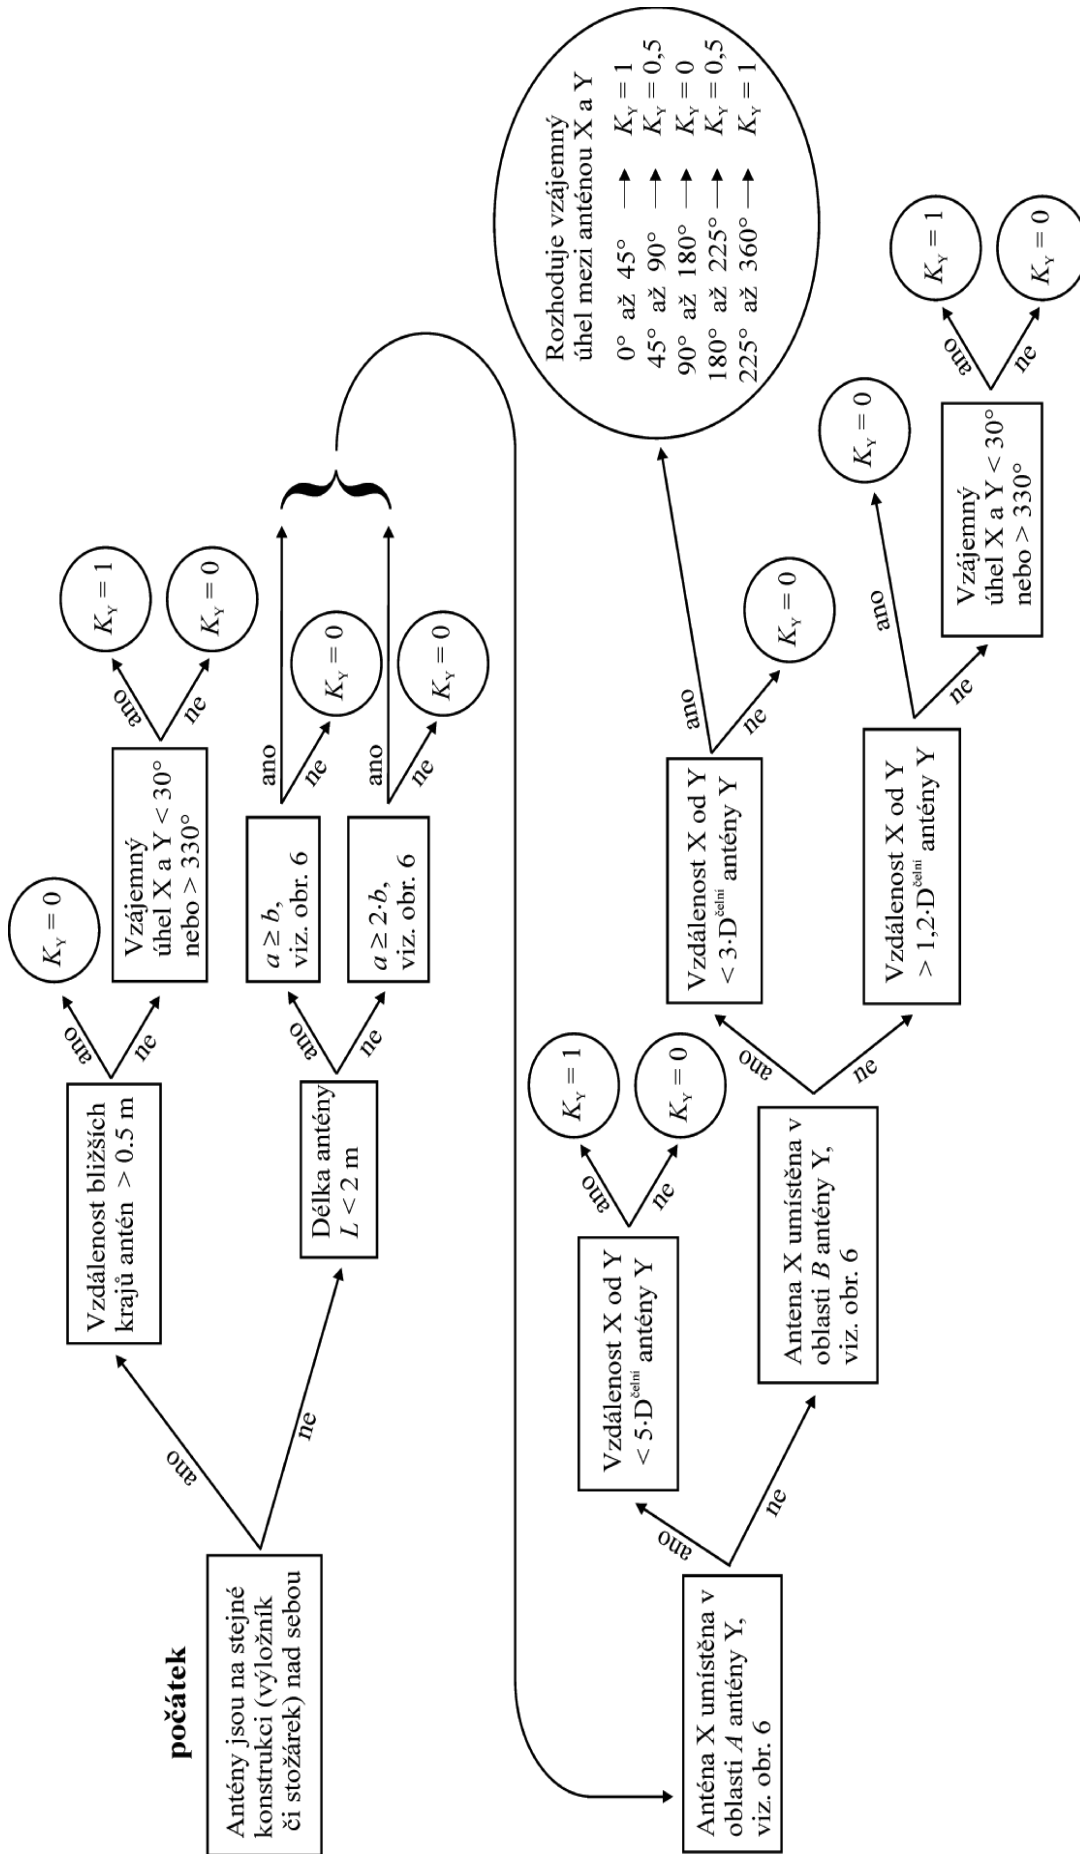 počátek
Antény jsou na stejné
konstrukci (výložník
či stožárek) nad sebou
ano
ne
Vzdálenost bližších
krajů antén > 0.5 m
ano
ne
K_Y = 0
Vzájemný
úhel X a Y < 30°
nebo > 330°
ano
ne
K_Y = 1
K_Y = 0
Délka antény
L < 2 m
ano
ne
a ≥ b,
viz. obr. 6
ano
ne
K_Y = 0
a ≥ 2·b,
viz. obr. 6
ano
ne
K_Y = 0
Anténa X umístěna v
oblasti A antény Y,
viz. obr. 6
ano
ne
Vzdálenost X od Y
< 5·D^čelní antény Y
ano
ne
K_Y = 1
K_Y = 0
Antena X umístěna v
oblasti B antény Y,
viz. obr. 6
ano
ne
Vzdálenost X od Y
< 3·D^čelní antény Y
ano
ne
K_Y = 0
Rozhoduje vzájemný
úhel mezi anténou X a Y
0° až 45° → K_Y = 1
45° až 90° → K_Y = 0,5
90° až 180° → K_Y = 0
180° až 225° → K_Y = 0,5
225° až 360° → K_Y = 1
Vzdálenost X od Y
> 1,2·D^čelní antény Y
ano
ne
K_Y = 0
Vzájemný
úhel X a Y < 30°
nebo > 330°
ano
ne
K_Y = 1
K_Y = 0